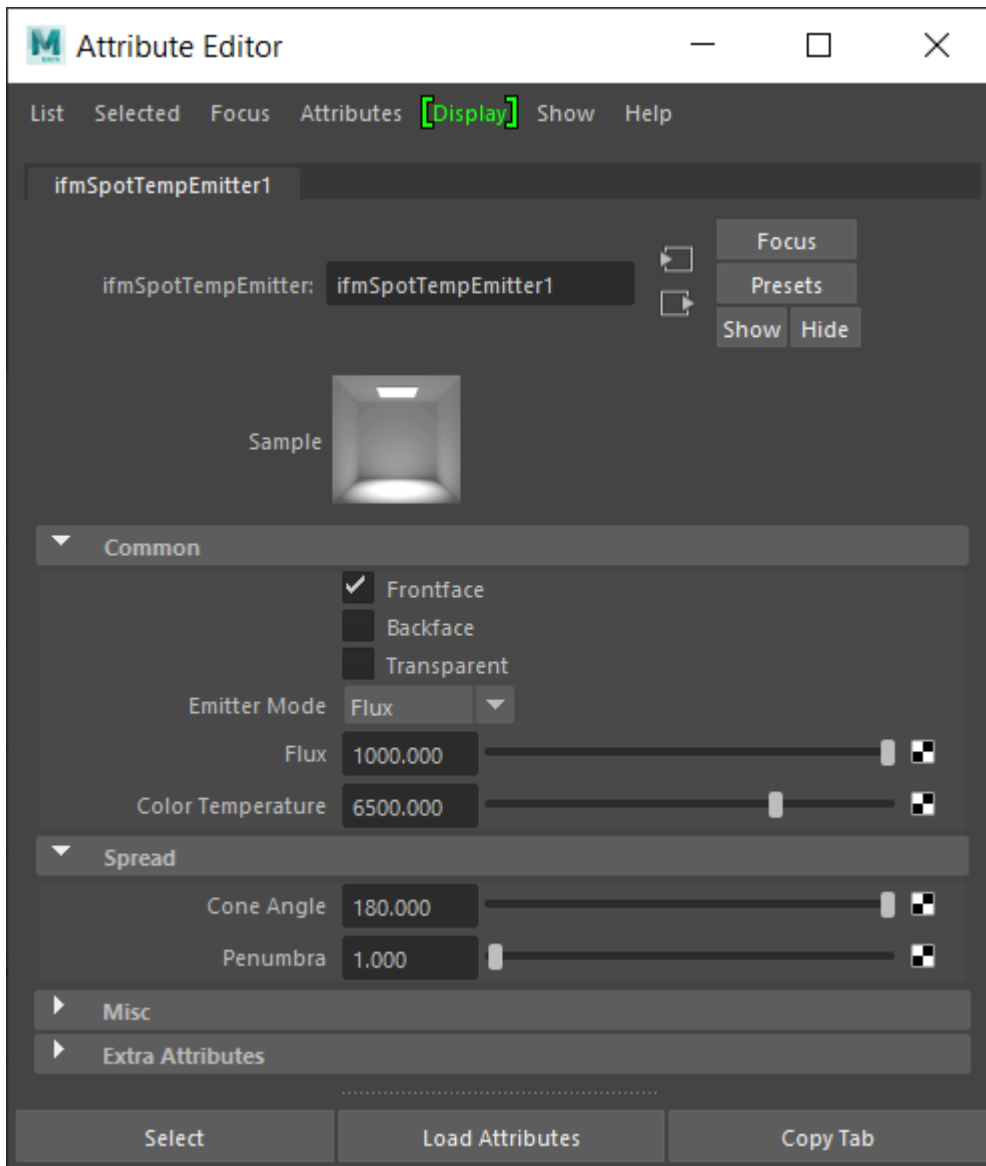 Attribute Editor
List Selected Focus Attributes [Display] Show Help
ifmSpotTempEmitter1
ifmSpotTempEmitter: ifmSpotTempEmitter1
Focus
Presets
Show Hide
Sample
Common
Frontface
Backface
Transparent
Emitter Mode Flux
Flux 1000.000
Color Temperature 6500.000
Spread
Cone Angle 180.000
Penumbra 1.000
Misc
Extra Attributes
Select Load Attributes Copy Tab